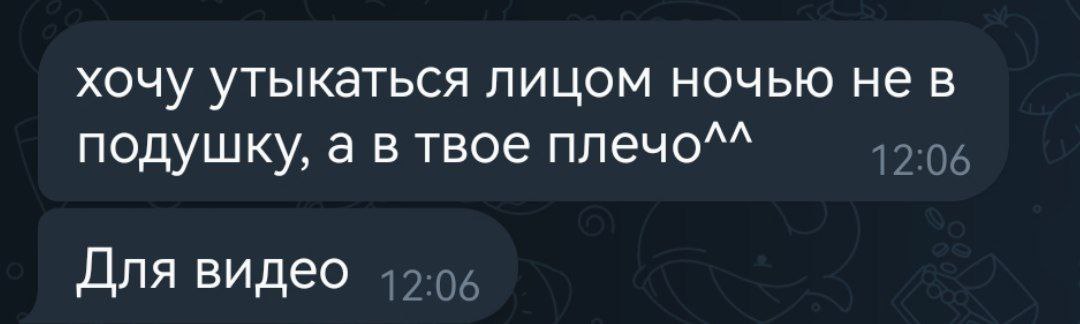 хочу утыкаться лицом ночью не в
подушку, а в твое плечо^^
12:06
Для видео
12:06